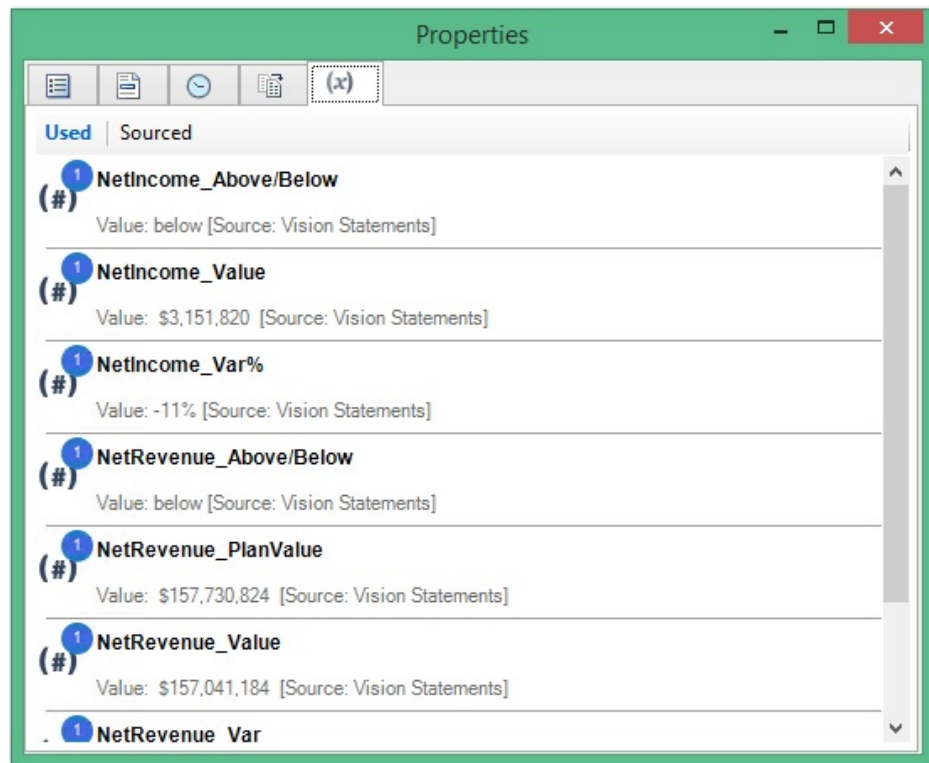 Properties
(x)
Used Sourced
(#) 1 NetIncome_Above/Below
Value: below [Source: Vision Statements]
(#) 1 NetIncome_Value
Value: $3,151,820 [Source: Vision Statements]
(#) 1 NetIncome_Var%
Value: -11% [Source: Vision Statements]
(#) 1 NetRevenue_Above/Below
Value: below [Source: Vision Statements]
(#) 1 NetRevenue_PlanValue
Value: $157,730,824 [Source: Vision Statements]
(#) 1 NetRevenue_Value
Value: $157,041,184 [Source: Vision Statements]
1 NetRevenue_Var